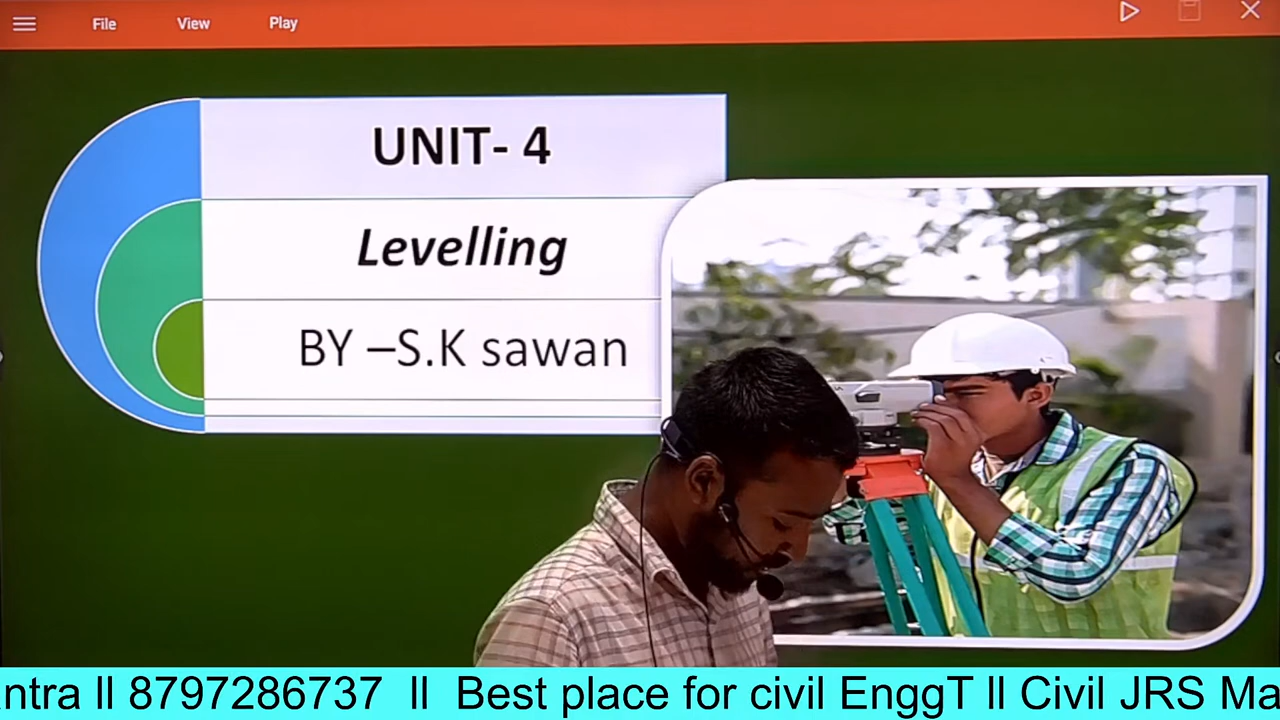 File View Play
UNIT- 4
Levelling
BY –S.K sawan
ntra ll 8797286737 ll Best place for civil EnggT ll Civil JRS Ma